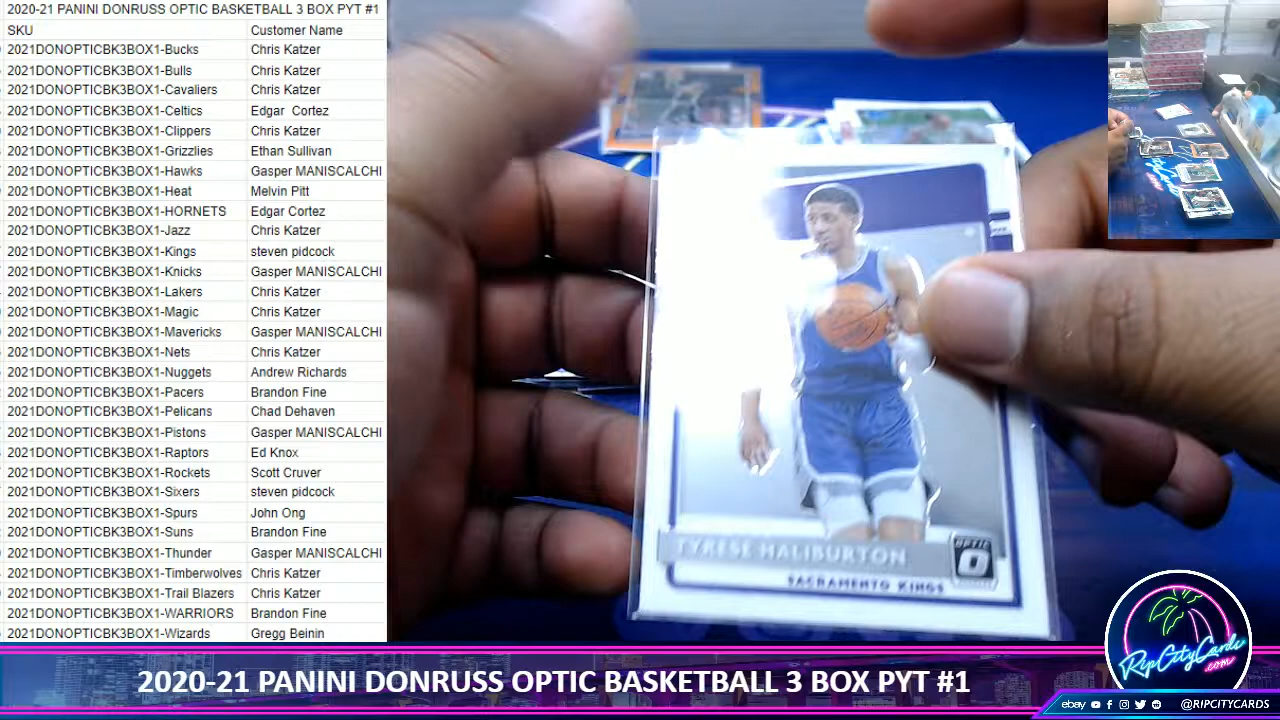 2020-21 PANINI DONRUSS OPTIC BASKETBALL 3 BOX PYT #1
SKU Customer Name
2021DONOPTICBK3BOX1-Bucks Chris Katzer
2021DONOPTICBK3BOX1-Bulls Chris Katzer
2021DONOPTICBK3BOX1-Cavaliers Chris Katzer
2021DONOPTICBK3BOX1-Celtics Edgar Cortez
2021DONOPTICBK3BOX1-Clippers Chris Katzer
2021DONOPTICBK3BOX1-Grizzlies Ethan Sullivan
2021DONOPTICBK3BOX1-Hawks Gasper MANISCALCHI
2021DONOPTICBK3BOX1-Heat Melvin Pitt
2021DONOPTICBK3BOX1-HORNETS Edgar Cortez
2021DONOPTICBK3BOX1-Jazz Chris Katzer
2021DONOPTICBK3BOX1-Kings steven pidcock
2021DONOPTICBK3BOX1-Knicks Gasper MANISCALCHI
2021DONOPTICBK3BOX1-Lakers Chris Katzer
2021DONOPTICBK3BOX1-Magic Chris Katzer
2021DONOPTICBK3BOX1-Mavericks Gasper MANISCALCHI
2021DONOPTICBK3BOX1-Nets Chris Katzer
2021DONOPTICBK3BOX1-Nuggets Andrew Richards
2021DONOPTICBK3BOX1-Pacers Brandon Fine
2021DONOPTICBK3BOX1-Pelicans Chad Dehaven
2021DONOPTICBK3BOX1-Pistons Gasper MANISCALCHI
2021DONOPTICBK3BOX1-Raptors Ed Knox
2021DONOPTICBK3BOX1-Rockets Scott Cruver
2021DONOPTICBK3BOX1-Sixers steven pidcock
2021DONOPTICBK3BOX1-Spurs John Ong
2021DONOPTICBK3BOX1-Suns Brandon Fine
2021DONOPTICBK3BOX1-Thunder Gasper MANISCALCHI
2021DONOPTICBK3BOX1-Timberwolves Chris Katzer
2021DONOPTICBK3BOX1-Trail Blazers Chris Katzer
2021DONOPTICBK3BOX1-WARRIORS Brandon Fine
2021DONOPTICBK3BOX1-Wizards Gregg Beinin
TYRESE HALIBURTON
OPTIC
SACRAMENTO KINGS
RipCityCards
.com
2020-21 PANINI DONRUSS OPTIC BASKETBALL 3 BOX PYT #1
ebay @RIPCITYCARDS